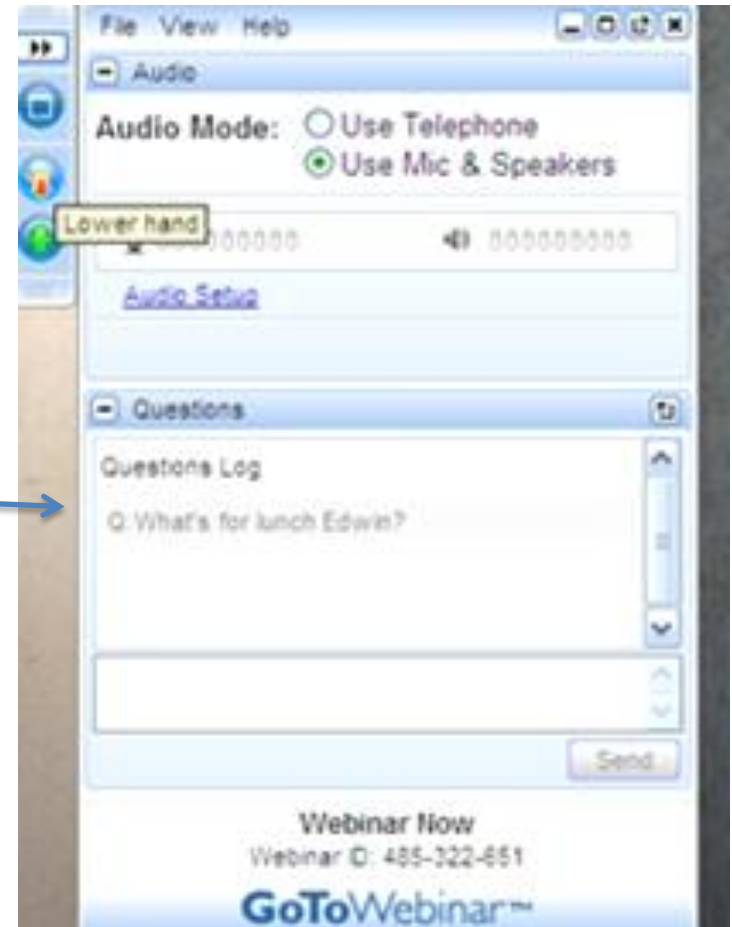 File View Help
Audio
Audio Mode: Use Telephone
Use Mic & Speakers
Lower hand
Audio Setup
Questions
Questions Log
Q: What's for lunch Edwin?
Send
Webinar Now
Webinar ID: 485-322-651
GoToWebinar™